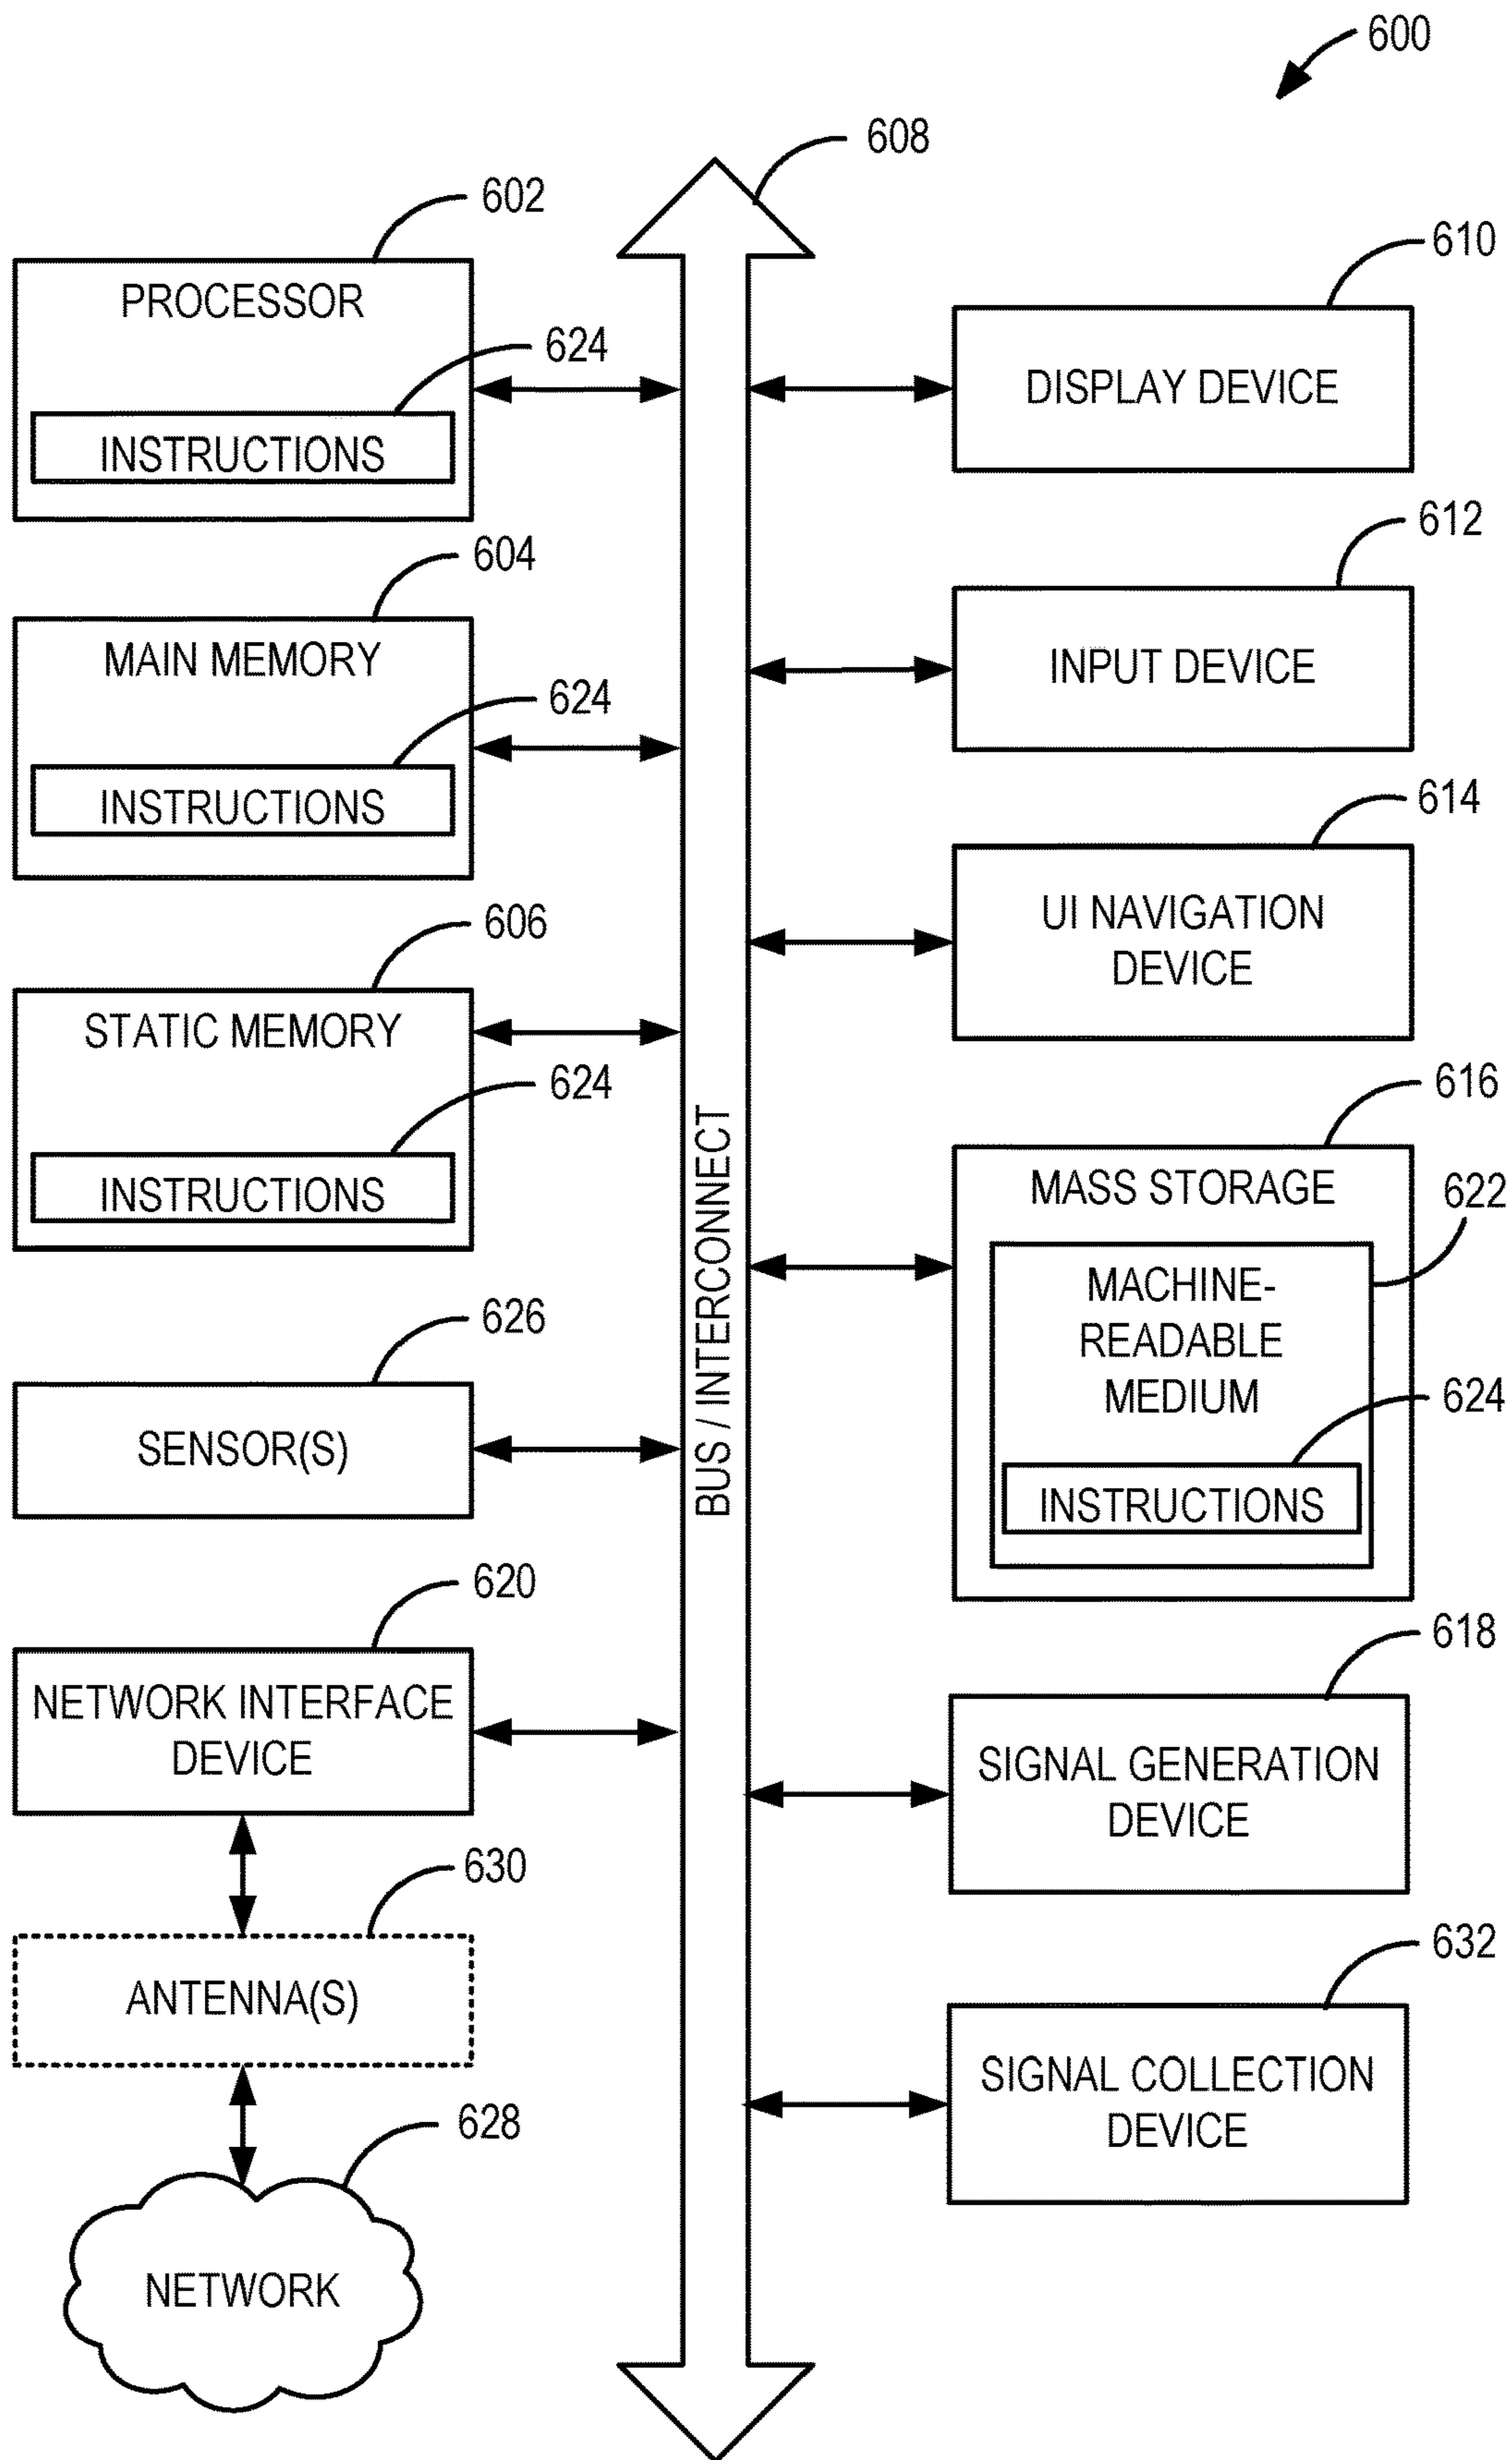 600
608
602
PROCESSOR
624
INSTRUCTIONS
604
MAIN MEMORY
624
INSTRUCTIONS
606
STATIC MEMORY
624
INSTRUCTIONS
626
SENSOR(S)
620
NETWORK INTERFACE
DEVICE
630
ANTENNA(S)
628
NETWORK
BUS / INTERCONNECT
610
DISPLAY DEVICE
612
INPUT DEVICE
614
UI NAVIGATION
DEVICE
616
MASS STORAGE
622
MACHINE-
READABLE
MEDIUM
624
INSTRUCTIONS
618
SIGNAL GENERATION
DEVICE
632
SIGNAL COLLECTION
DEVICE